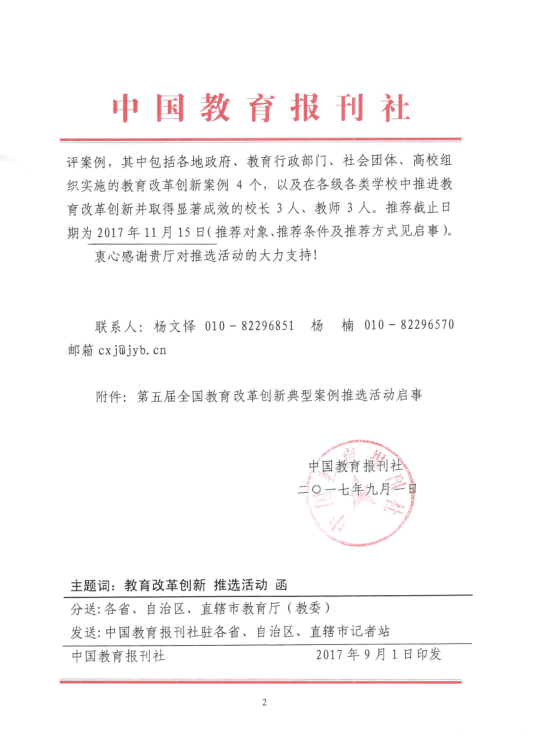 中国教育报刊社
评案例，其中包括各地政府、教育行政部门、社会团体、高校组
织实施的教育改革创新案例 4 个，以及在各级各类学校中推进教
育改革创新并取得显著成效的校长 3 人、教师 3 人。推荐截止日
期为 2017 年 11 月 15 日(推荐对象、推荐条件及推荐方式见启事)。
衷心感谢贵厅对推选活动的大力支持！
联系人：杨文怿 010－82296851 杨 楠 010－82296570
邮箱 cxj@jyb.cn
附件：第五届全国教育改革创新典型案例推选活动启事
中国教育报刊社
二〇一七年九月一日
中国教育报刊社
主题词：教育改革创新 推选活动 函
分送:各省、自治区、直辖市教育厅（教委）
发送:中国教育报刊社驻各省、自治区、直辖市记者站
中国教育报刊社 2017 年 9 月 1 日印发
2